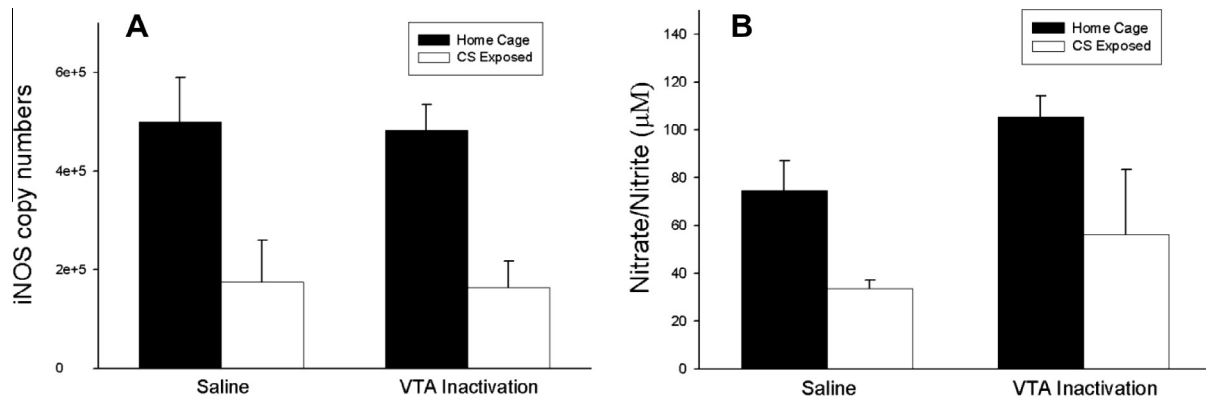 A
Home Cage
CS Exposed
iNOS copy numbers
6e+5
4e+5
2e+5
0
Saline
VTA Inactivation
B
Home Cage
CS Exposed
Nitrate/Nitrite (μM)
140
120
100
80
60
40
20
0
Saline
VTA Inactivation